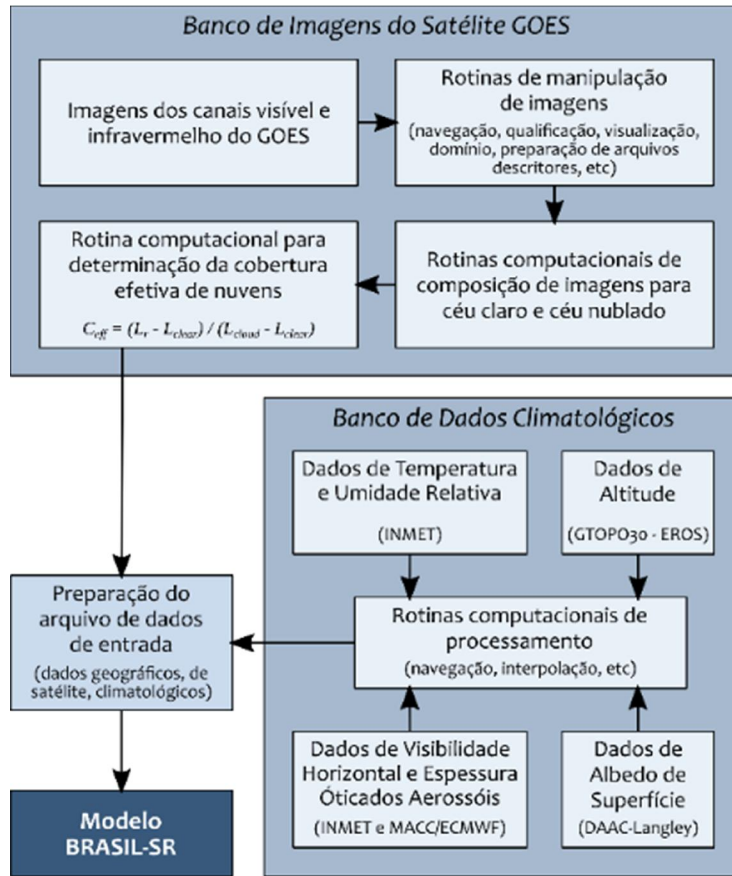 Banco de Imagens do Satélite GOES
Imagens dos canais visível e
infravermelho do GOES
Rotinas de manipulação
de imagens
(navegação, qualificação, visualização,
domínio, preparação de arquivos
descritores, etc)
Rotina computacional para
determinação da cobertura
efetiva de nuvens
C_eff = (L_r - L_clear) / (L_cloud - L_clear)
Rotinas computacionais de
composição de imagens para
céu claro e céu nublado
Banco de Dados Climatológicos
Dados de Temperatura
e Umidade Relativa
(INMET)
Dados de
Altitude
(GTOPO30 - EROS)
Preparação do
arquivo de dados
de entrada
(dados geográficos, de
satélite, climatológicos)
Rotinas computacionais de
processamento
(navegação, interpolação, etc)
Dados de Visibilidade
Horizontal e Espessura
Óticados Aerossóis
(INMET e MACC/ECMWF)
Dados de
Albedo de
Superfície
(DAAC-Langley)
Modelo
BRASIL-SR